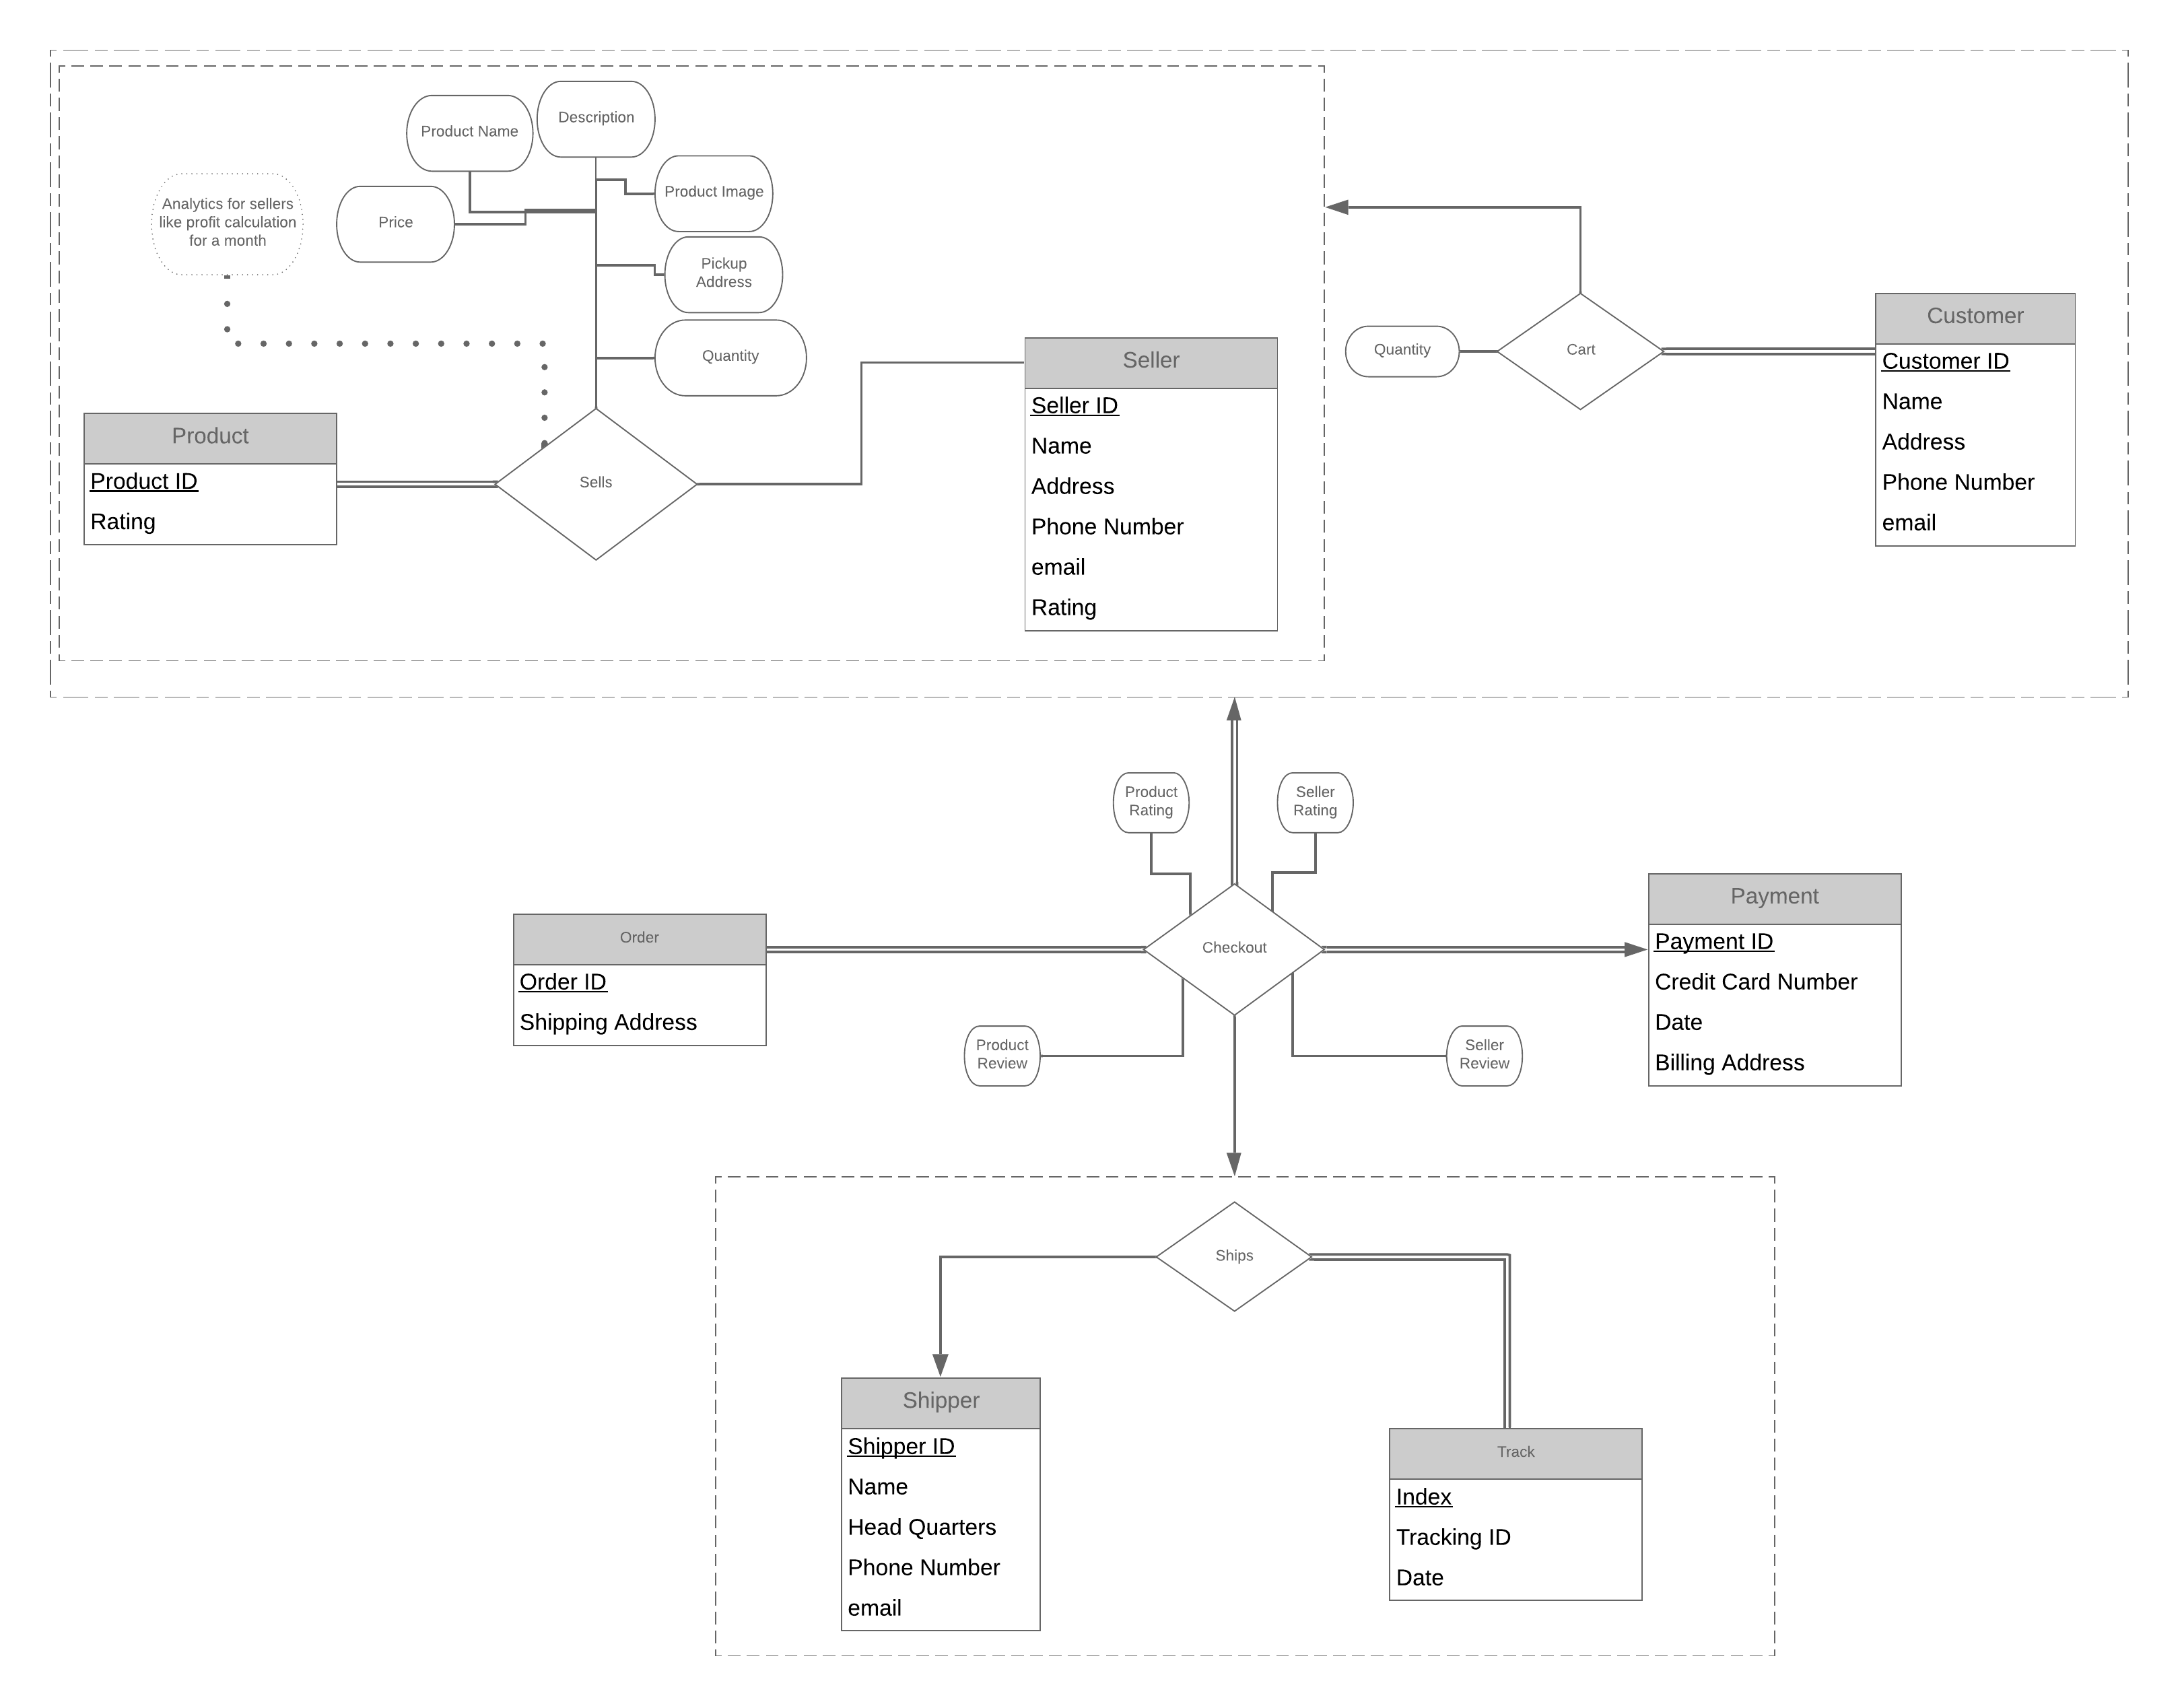 Description
Product Name
Product Image
Analytics for sellers
like profit calculation
for a month
Price
Pickup
Address
Quantity
Product
Product ID
Rating
Sells
Seller
Seller ID
Name
Address
Phone Number
email
Rating
Quantity
Cart
Customer
Customer ID
Name
Address
Phone Number
email
Product
Rating
Seller
Rating
Order
Order ID
Shipping Address
Checkout
Payment
Payment ID
Credit Card Number
Date
Billing Address
Product
Review
Seller
Review
Ships
Shipper
Shipper ID
Name
Head Quarters
Phone Number
email
Track
Index
Tracking ID
Date